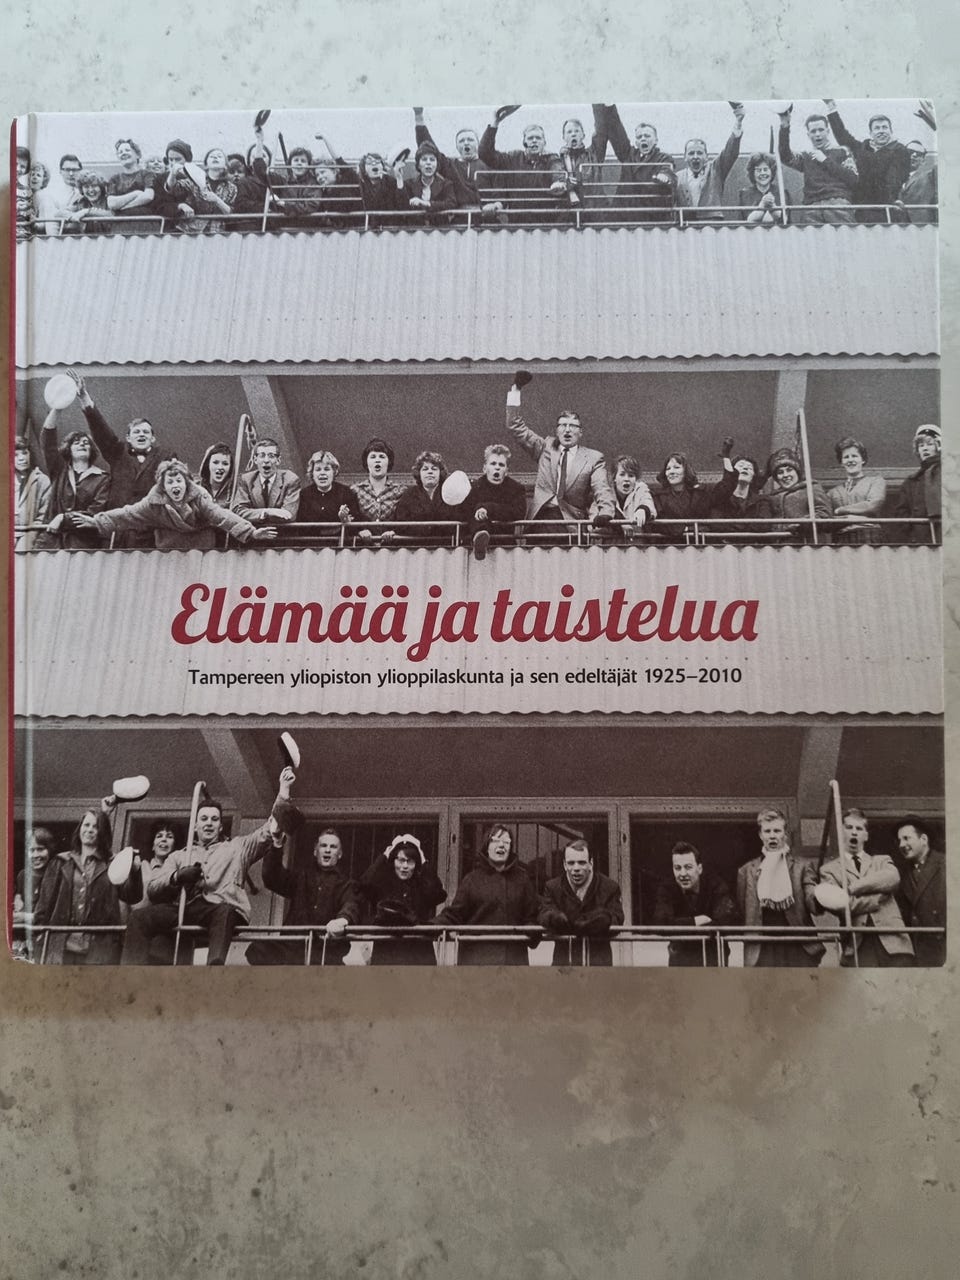 Elämää ja taistelua
Tampereen yliopiston ylioppilaskunta ja sen edeltäjät 1925–2010